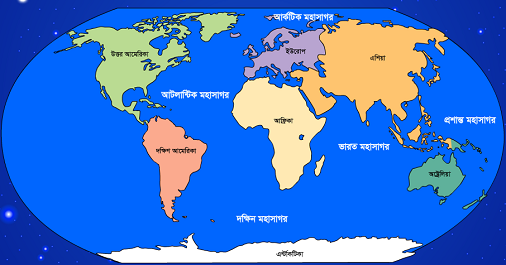 আর্কটিক মহাসাগর
উত্তর আমেরিকা
ইউরোপ
এশিয়া
আটলান্টিক মহাসাগর
প্রশান্ত মহাসাগর
আফ্রিকা
ভারত মহাসাগর
দক্ষিণ আমেরিকা
অষ্ট্রেলিয়া
দক্ষিন মহাসাগর
এন্টার্কটিকা